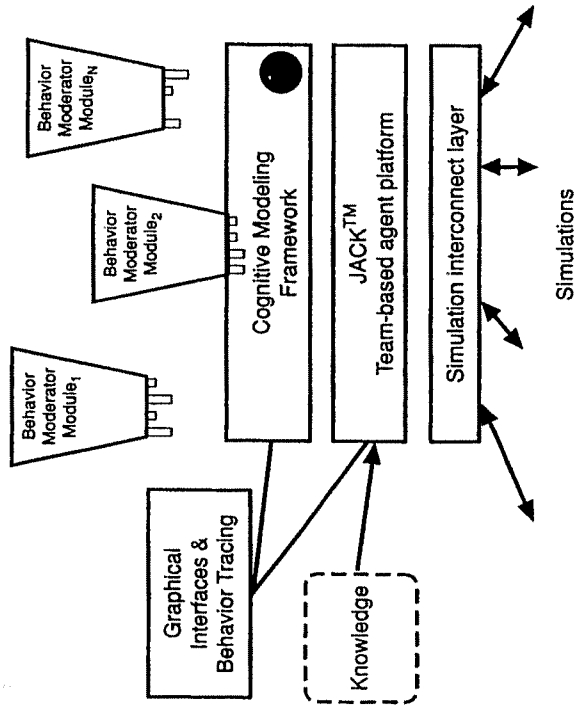 Behavior
Moderator
Module1
Behavior
Moderator
Module2
Behavior
Moderator
ModuleN
Graphical
Interfaces &
Behavior Tracing
Cognitive Modeling
Framework
Knowledge
JACK™
Team-based agent platform
Simulation interconnect layer
Simulations